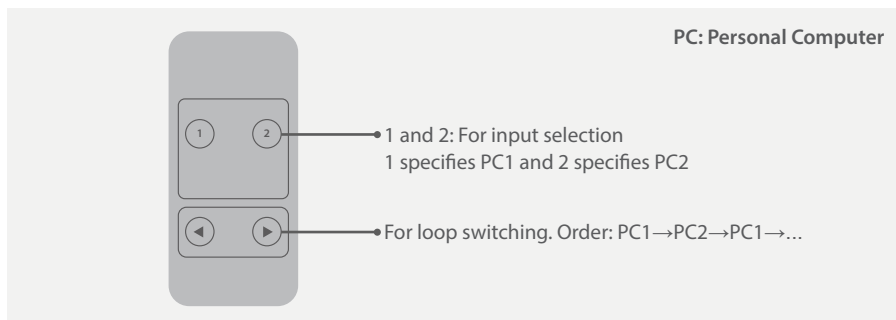 PC: Personal Computer
1 2
1 and 2: For input selection
1 specifies PC1 and 2 specifies PC2
For loop switching. Order: PC1→PC2→PC1→...